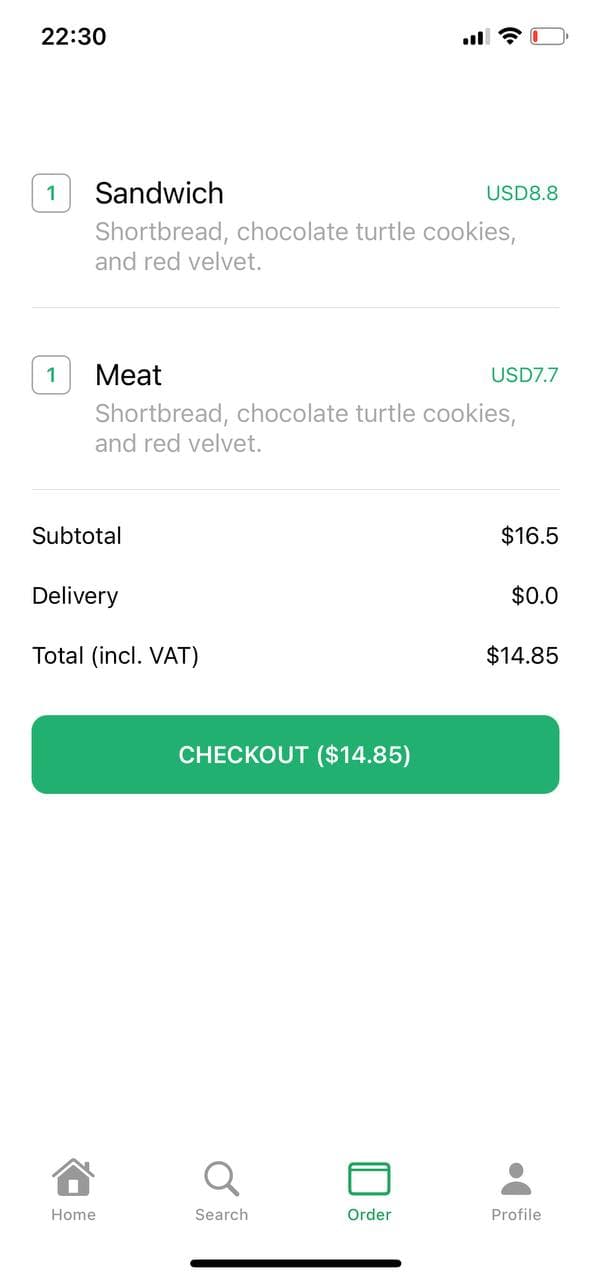 22:30
1 Sandwich USD8.8
Shortbread, chocolate turtle cookies,
and red velvet.
1 Meat USD7.7
Shortbread, chocolate turtle cookies,
and red velvet.
Subtotal $16.5
Delivery $0.0
Total (incl. VAT) $14.85
CHECKOUT ($14.85)
Home Search Order Profile